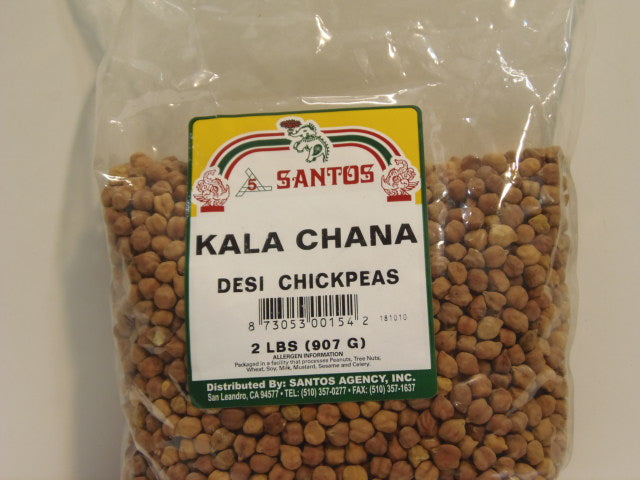 5 SANTOS
KALA CHANA
DESI CHICKPEAS
8 73053 00154 2 181010
2 LBS (907 G)
ALLERGEN INFORMATION
Packaged in a facility that processes Peanuts, Tree Nuts,
Wheat, Soy, Milk, Mustard, Sesame and Celery.
Distributed By: SANTOS AGENCY, INC.
San Leandro, CA 94577 • TEL: (510) 357-0277 • FAX: (510) 357-1637